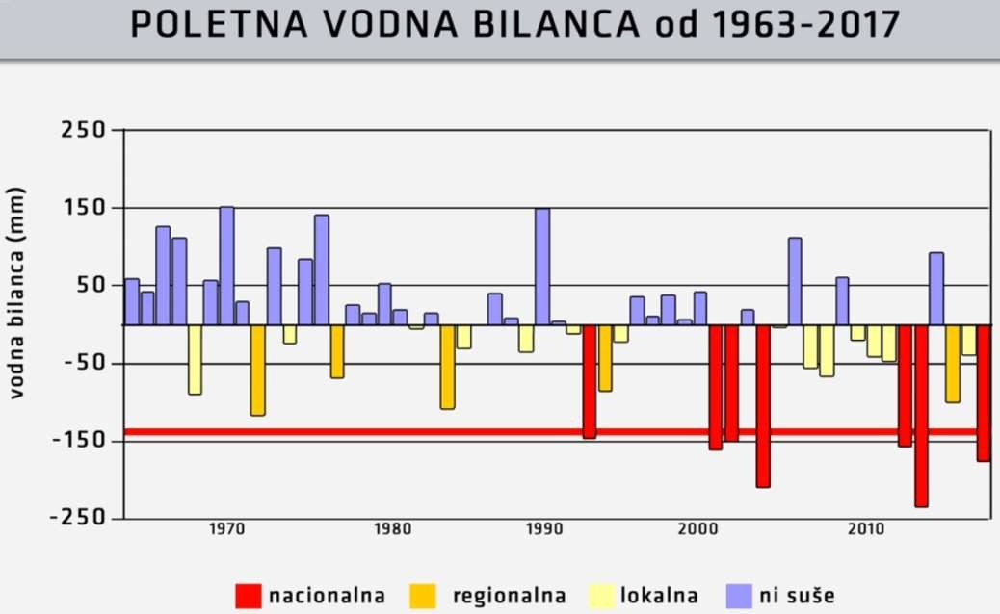 POLETNA VODNA BILANCA od 1963-2017
vodna bilanca (mm)
250
150
50
-50
-150
-250
1970 1980 1990 2000 2010
nacionalna regionalna lokalna ni suše